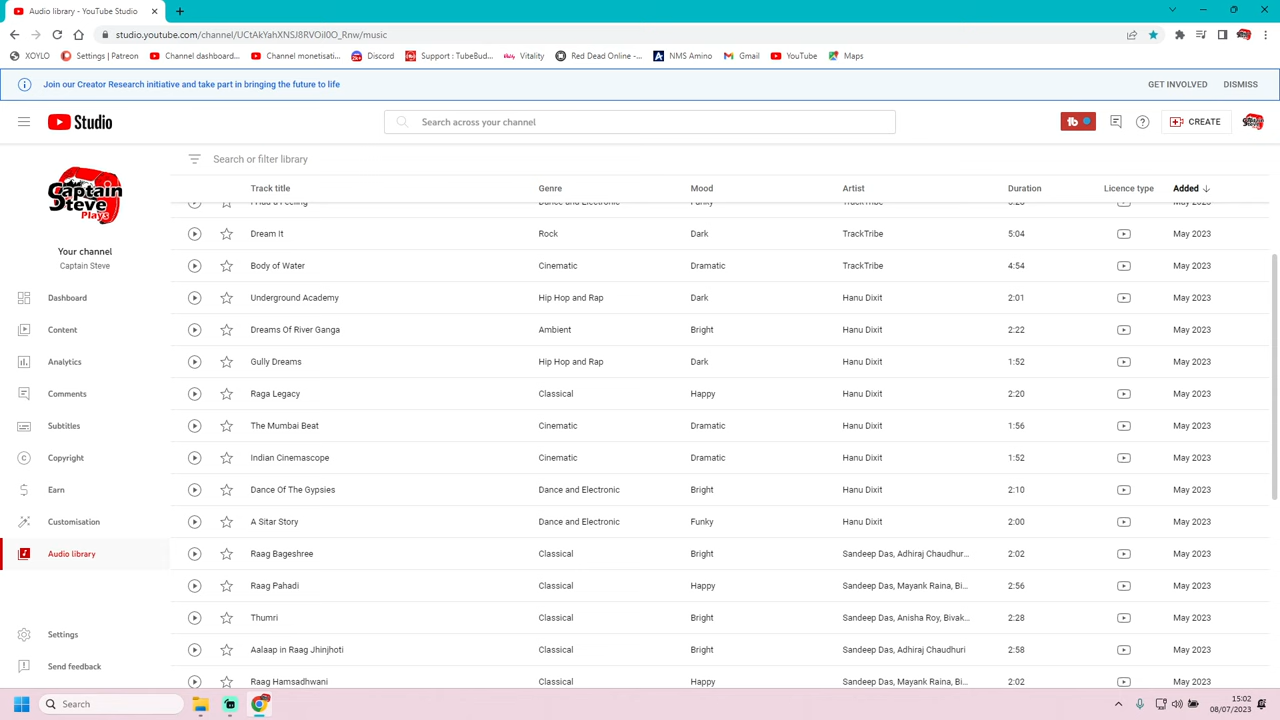 Audio library - YouTube Studio
studio.youtube.com/channel/UCtAkYahXNSJ8RVOil0O_Rnw/music
XOYLO Settings | Patreon Channel dashboard... Channel monetisati... Discord Support : TubeBud... Vitality Red Dead Online -... NMS Amino Gmail YouTube Maps
Join our Creator Research initiative and take part in bringing the future to life GET INVOLVED DISMISS
Studio Search across your channel tb CREATE
Captain Steve Plays
Your channel
Captain Steve
Dashboard
Content
Analytics
Comments
Subtitles
Copyright
Earn
Customisation
Audio library
Settings
Send feedback
Search or filter library
Track title Genre Mood Artist Duration Licence type Added
I Had a Feeling Dance and Electronic Funky TrackTribe May 2023
Dream It Rock Dark TrackTribe 5:04 May 2023
Body of Water Cinematic Dramatic TrackTribe 4:54 May 2023
Underground Academy Hip Hop and Rap Dark Hanu Dixit 2:01 May 2023
Dreams Of River Ganga Ambient Bright Hanu Dixit 2:22 May 2023
Gully Dreams Hip Hop and Rap Dark Hanu Dixit 1:52 May 2023
Raga Legacy Classical Happy Hanu Dixit 2:20 May 2023
The Mumbai Beat Cinematic Dramatic Hanu Dixit 1:56 May 2023
Indian Cinemascope Cinematic Dramatic Hanu Dixit 1:52 May 2023
Dance Of The Gypsies Dance and Electronic Bright Hanu Dixit 2:10 May 2023
A Sitar Story Dance and Electronic Funky Hanu Dixit 2:00 May 2023
Raag Bageshree Classical Bright Sandeep Das, Adhiraj Chaudhur... 2:02 May 2023
Raag Pahadi Classical Happy Sandeep Das, Mayank Raina, Bi... 2:56 May 2023
Thumri Classical Bright Sandeep Das, Anisha Roy, Bivak... 2:28 May 2023
Aalaap in Raag Jhinjhoti Classical Bright Sandeep Das, Adhiraj Chaudhuri 2:58 May 2023
Raag Hamsadhwani Classical Happy Sandeep Das, Mayank Raina, Bi... 2:02 May 2023
Search
15:02
08/07/2023